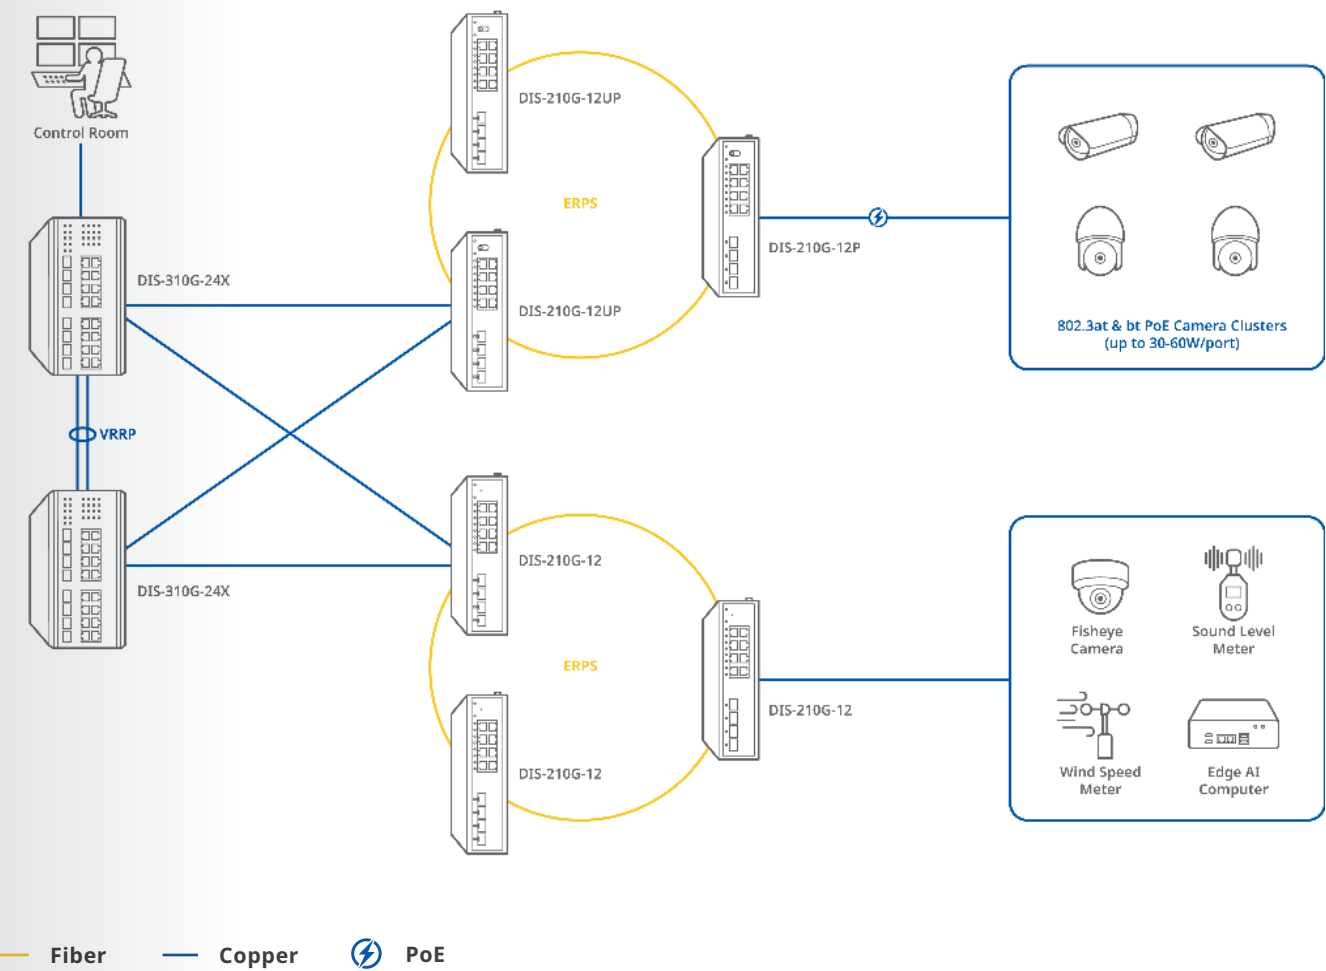 Control Room
DIS-210G-12UP
ERPS
DIS-210G-12P
DIS-310G-24X
DIS-210G-12UP
802.3at & bt PoE Camera Clusters
(up to 30-60W/port)
VRRP
DIS-310G-24X
DIS-210G-12
ERPS
DIS-210G-12
DIS-210G-12
Fisheye
Camera
Sound Level
Meter
Wind Speed
Meter
Edge AI
Computer
Fiber
Copper
PoE